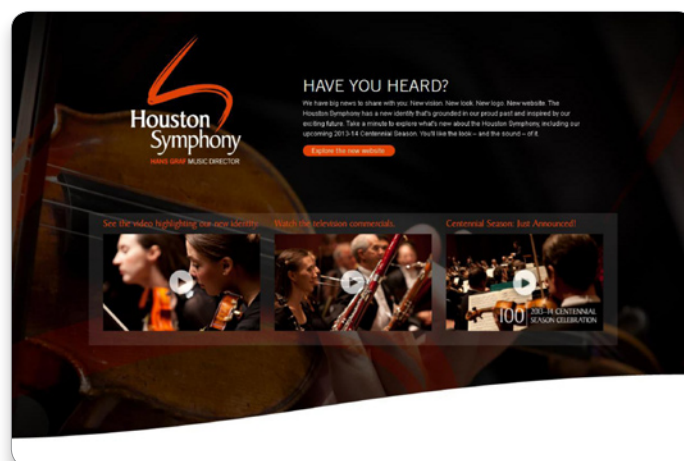 Houston
Symphony
HANS GRAF MUSIC DIRECTOR
HAVE YOU HEARD?
We have big news to share with you: New vision. New look. New logo. New website. The
Houston Symphony has a new identity that's grounded in our proud past and inspired by our
exciting future. Take a minute to explore what's new about the Houston Symphony, including our
upcoming 2013-14 Centennial Season. You'll like the look – and the sound – of it.
Explore the new website
See the video highlighting our new identity.
Watch the television commercials.
Centennial Season: Just Announced!
100
2013-14 CENTENNIAL
SEASON CELEBRATION